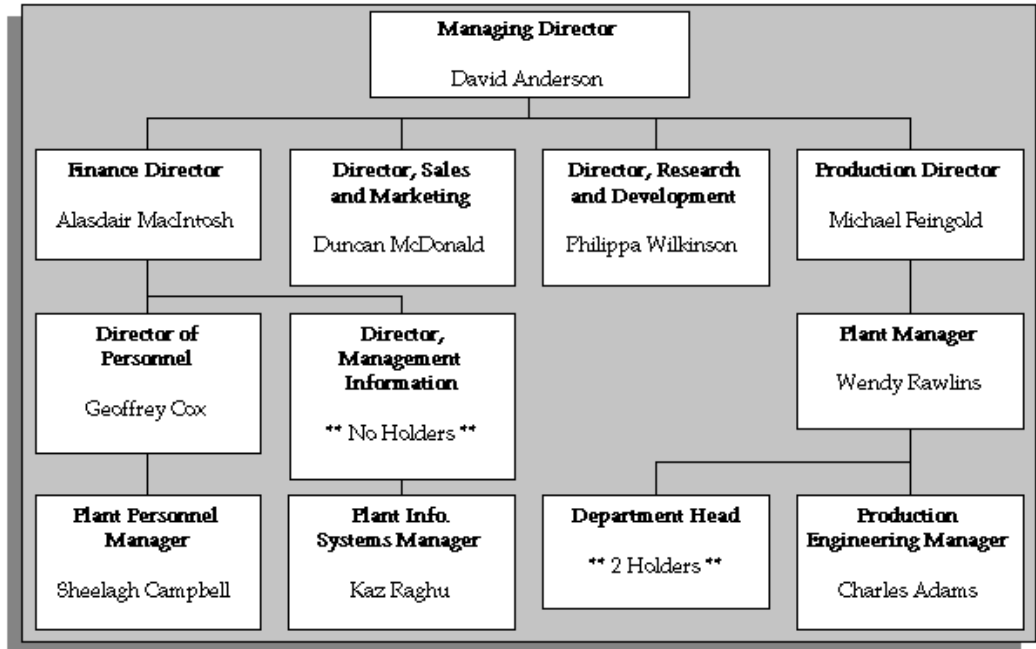 Managing Director
David Anderson
Finance Director
Alasdair MacIntosh
Director, Sales
and Marketing
Duncan McDonald
Director, Research
and Development
Philippa Wilkinson
Production Director
Michael Feingold
Director of
Personnel
Geoffrey Cox
Director,
Management
Information
** No Holders **
Plant Manager
Wendy Rawlins
Plant Personnel
Manager
Sheelagh Campbell
Plant Info.
Systems Manager
Kaz Raghu
Department Head
** 2 Holders **
Production
Engineering Manager
Charles Adams